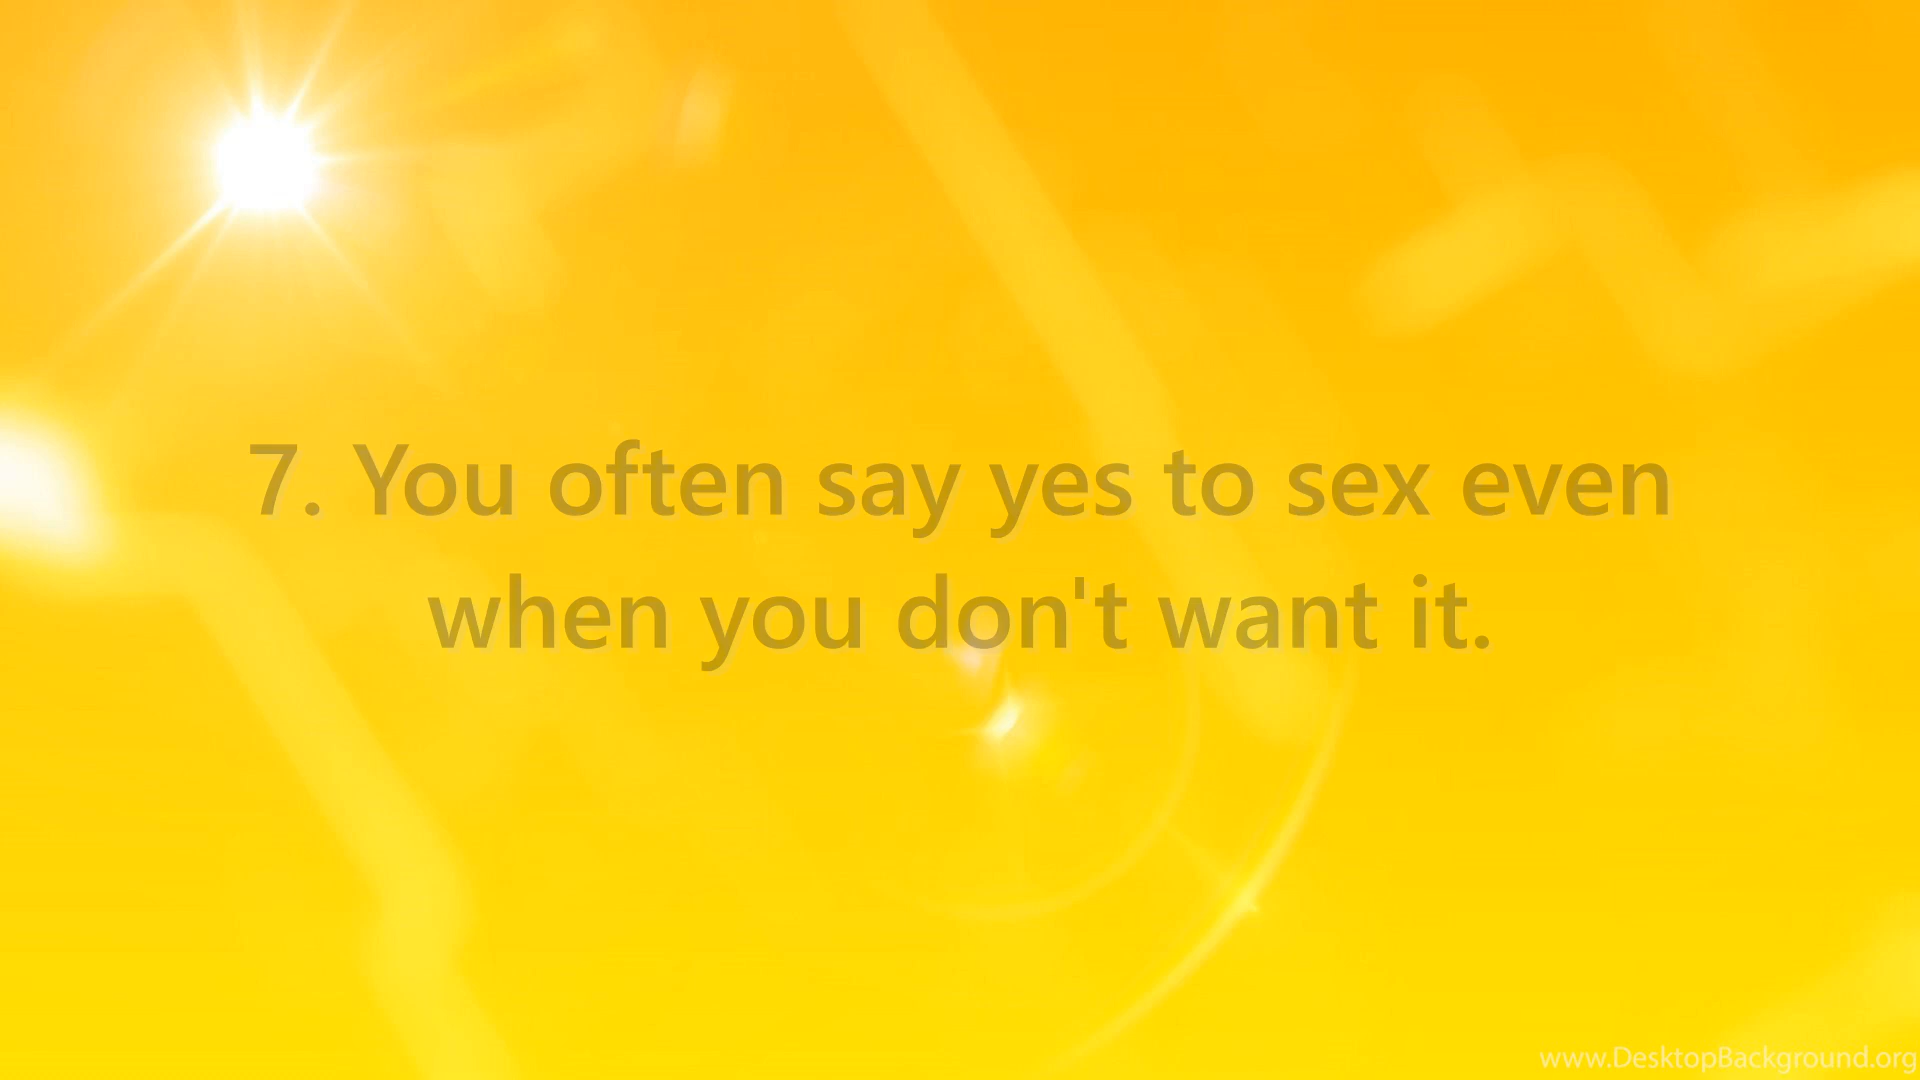 7. You often say yes to sex even
when you don't want it.
www.DesktopBackground.org